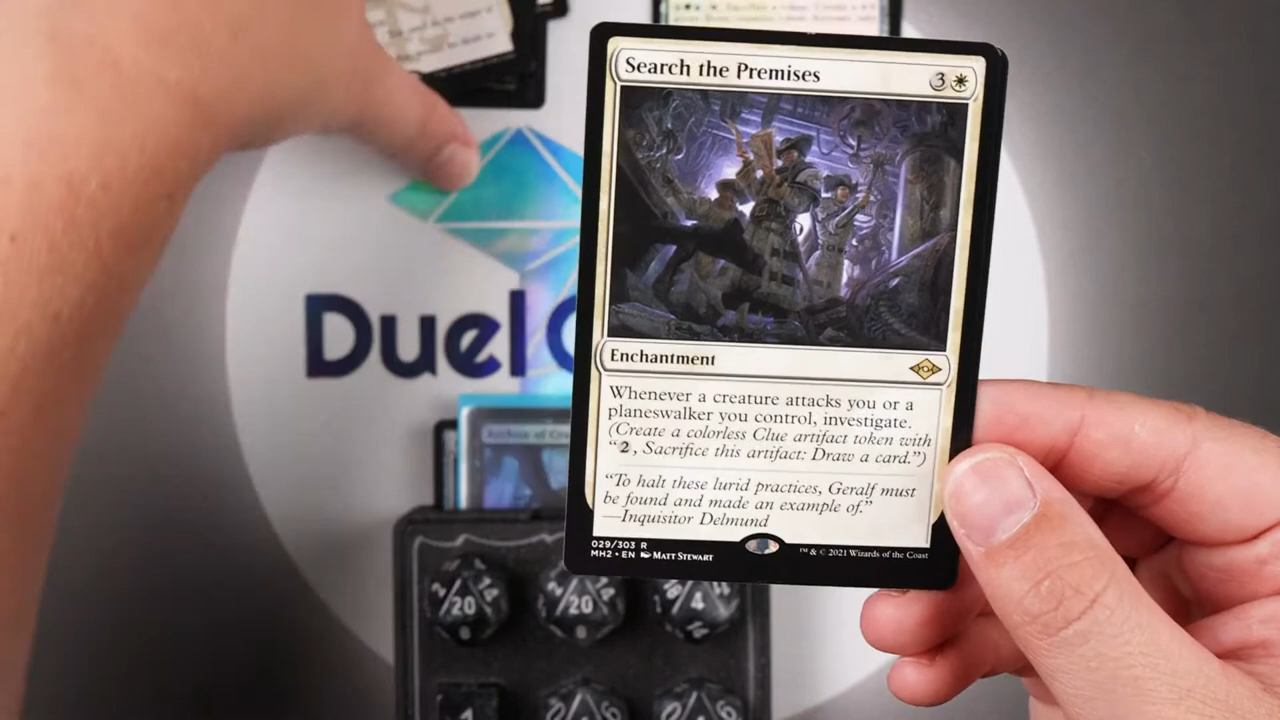 Search the Premises
3
Duel
Enchantment
Whenever a creature attacks you or a
planeswalker you control, investigate.
(Create a colorless Clue artifact token with
“2, Sacrifice this artifact: Draw a card.”)
“To halt these lurid practices, Geralf must
be found and made an example of.”
—Inquisitor Delmund
029/303 R
MH2 • EN MATT STEWART
™ & © 2021 Wizards of the Coast
Archon of
20
20
4